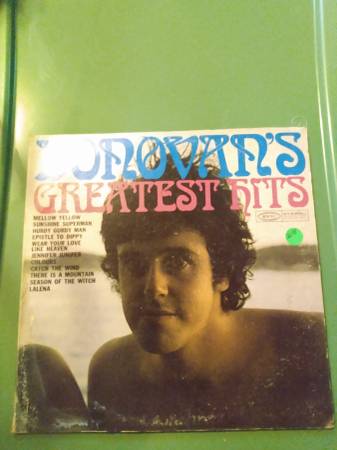 DONOVAN'S
GREATEST HITS
MELLOW YELLOW
SUNSHINE SUPERMAN
HURDY GURDY MAN
EPISTLE TO DIPPY
WEAR YOUR LOVE
LIKE HEAVEN
JENNIFER JUNIPER
COLOURS
CATCH THE WIND
THERE IS A MOUNTAIN
SEASON OF THE WITCH
LALENA